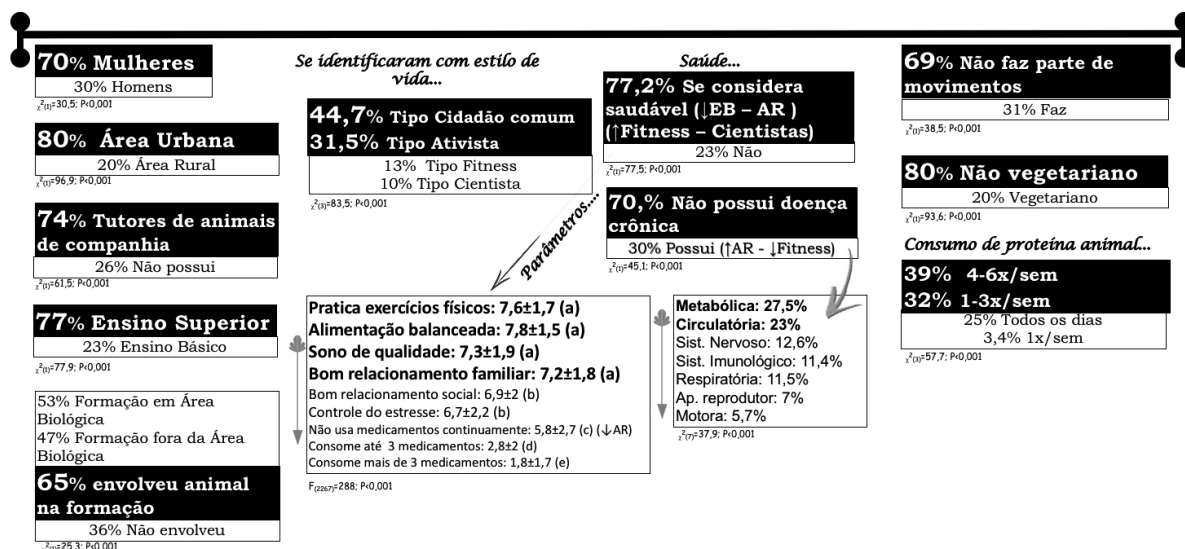 70% Mulheres
30% Homens
χ²(1)=30,5; P<0,001
80% Área Urbana
20% Área Rural
χ²(1)=96,9; P<0,001
74% Tutores de animais
de companhia
26% Não possui
χ²(1)=61,5; P<0,001
77% Ensino Superior
23% Ensino Básico
χ²(1)=77,9; P<0,001
53% Formação em Área
Biológica
47% Formação fora da Área
Biológica
65% envolveu animal
na formação
36% Não envolveu
=25,3; P<0,001
Se identificaram com estilo de
vida...
44,7% Tipo Cidadão comum
31,5% Tipo Ativista
13% Tipo Fitness
10% Tipo Cientista
χ²(3)=83,5; P<0,001
Parâmetros....
Pratica exercícios físicos: 7,6±1,7 (a)
Alimentação balanceada: 7,8±1,5 (a)
Sono de qualidade: 7,3±1,9 (a)
Bom relacionamento familiar: 7,2±1,8 (a)
Bom relacionamento social: 6,9±2 (b)
Controle do estresse: 6,7±2,2 (b)
Não usa medicamentos continuamente: 5,8±2,7 (c) (↓AR)
Consome até 3 medicamentos: 2,8±2 (d)
Consome mais de 3 medicamentos: 1,8±1,7 (e)
F(2267)=288; P<0,001
Saúde...
77,2% Se considera
saudável (↓EB – AR )
(↑Fitness – Cientistas)
23% Não
χ²(1)=77,5; P<0,001
70,% Não possui doença
crônica
30% Possui (↑AR - ↓Fitness)
χ²(1)=45,1; P<0,001
Metabólica: 27,5%
Circulatória: 23%
Sist. Nervoso: 12,6%
Sist. Imunológico: 11,4%
Respiratória: 11,5%
Ap. reprodutor: 7%
Motora: 5,7%
χ²(7)=37,9; P<0,001
69% Não faz parte de
movimentos
31% Faz
χ²(1)=38,5; P<0,001
80% Não vegetariano
20% Vegetariano
χ²(1)=93,6; P<0,001
Consumo de proteína animal...
39% 4-6x/sem
32% 1-3x/sem
25% Todos os dias
3,4% 1x/sem
χ²(3)=57,7; P<0,001